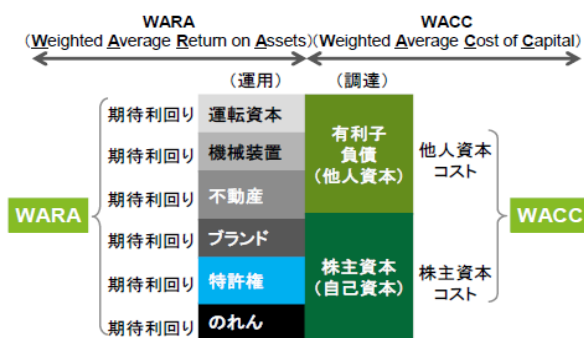 WARA
(Weighted Average Return on Assets)
WACC
(Weighted Average Cost of Capital)
(運用)
(調達)
期待利回り 運転資本
期待利回り 機械装置
期待利回り 不動産
期待利回り ブランド
期待利回り 特許権
期待利回り のれん
有利子
負債
(他人資本)
株主資本
(自己資本)
他人資本
コスト
株主資本
コスト
WARA
WACC